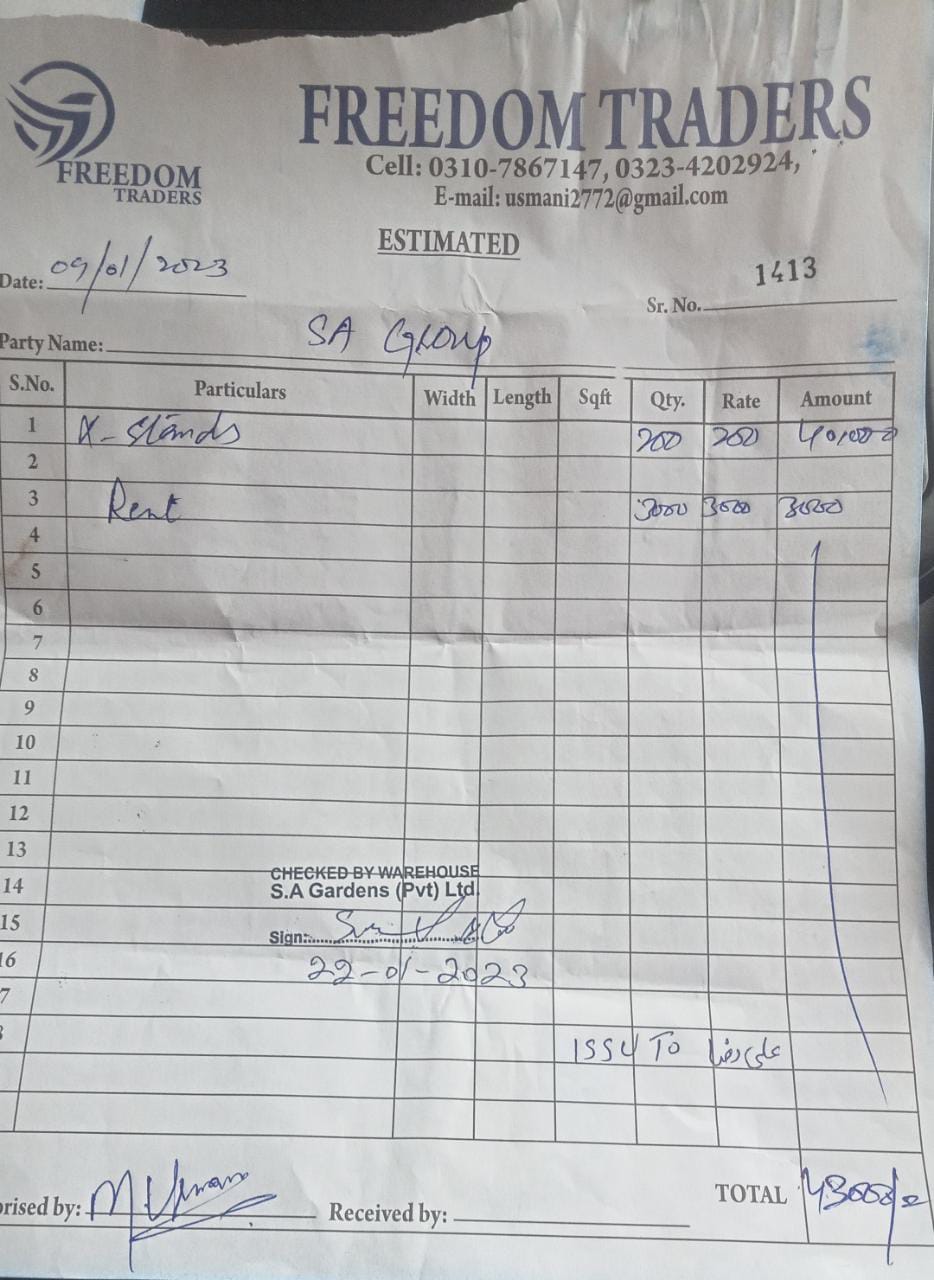 FREEDOM TRADERS
FREEDOM TRADERS
Cell: 0310-7867147, 0323-4202924,
E-mail: usmani2772@gmail.com
ESTIMATED
Date: 09/01/2023
Sr. No. 1413
Party Name: SA Group
S.No. Particulars Width Length Sqft Qty. Rate Amount
1 X-Stands 200 200 40,000
2
3 Rent 3000 3000 3000
4
5
6
7
8
9
10
11
12
13
CHECKED BY WAREHOUSE
14 S.A Gardens (Pvt) Ltd.
15 Sign:
16 22-01-2023
7
ISSU To علی رضا
TOTAL 43000/=
orised by: M Usman Received by: